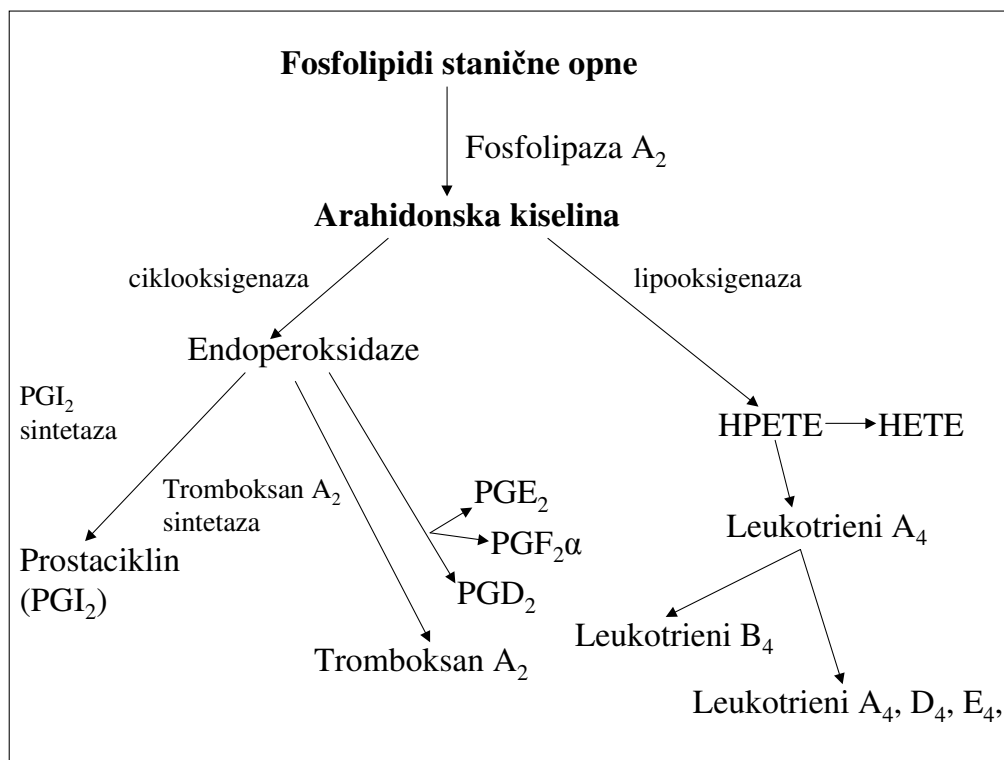 Fosfolipidi stanične opne
Fosfolipaza A₂
Arahidonska kiselina
ciklooksigenaza
lipooksigenaza
Endoperoksidaze
PGI₂
sintetaza
HPETE
HETE
Tromboksan A₂
sintetaza
PGE₂
PGF₂α
PGD₂
Leukotrieni A₄
Prostaciklin
(PGI₂)
Leukotrieni B₄
Tromboksan A₂
Leukotrieni A₄, D₄, E₄,